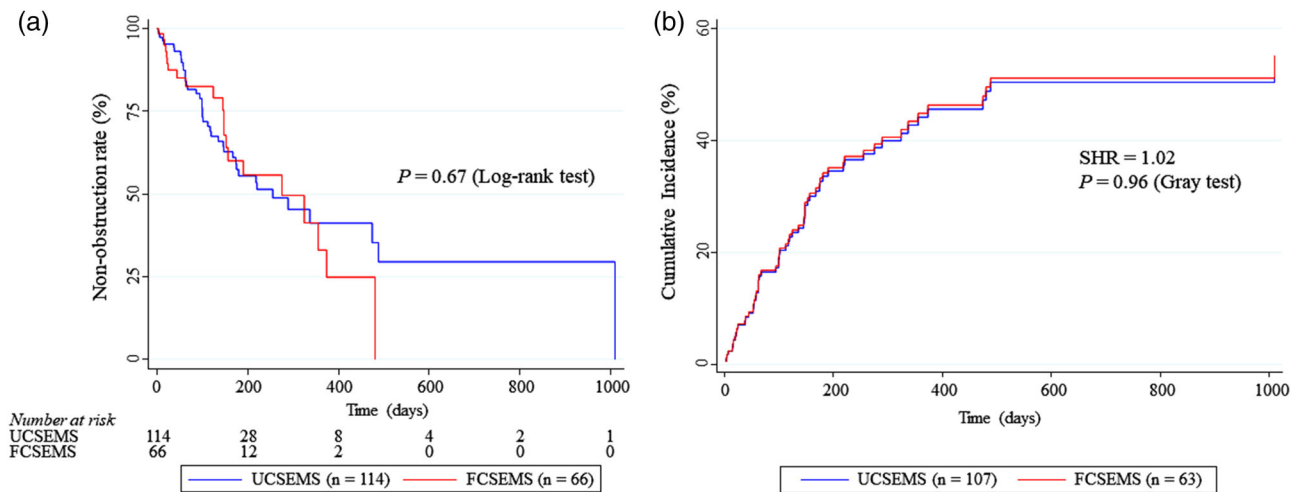 (a)
100
75
50
25
0
Non-obstruction rate (%)
P = 0.67 (Log-rank test)
0 200 400 600 800 1000
Time (days)
Number at risk
UCSEMS 114 28 8 4 2 1
FCSEMS 66 12 2 0 0 0
UCSEMS (n = 114) FCSEMS (n = 66)
(b)
60
40
20
0
Cumulative Incidence (%)
SHR = 1.02
P = 0.96 (Gray test)
0 200 400 600 800 1000
Time (days)
UCSEMS (n = 107) FCSEMS (n = 63)